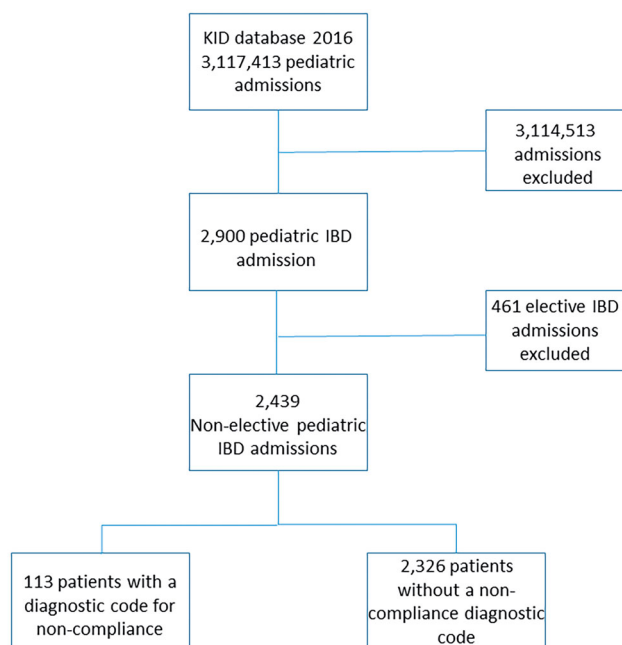 KID database 2016
3,117,413 pediatric
admissions
3,114,513
admissions
excluded
2,900 pediatric IBD
admission
461 elective IBD
admissions
excluded
2,439
Non-elective pediatric
IBD admissions
113 patients with a
diagnostic code for
non-compliance
2,326 patients
without a non-
compliance diagnostic
code